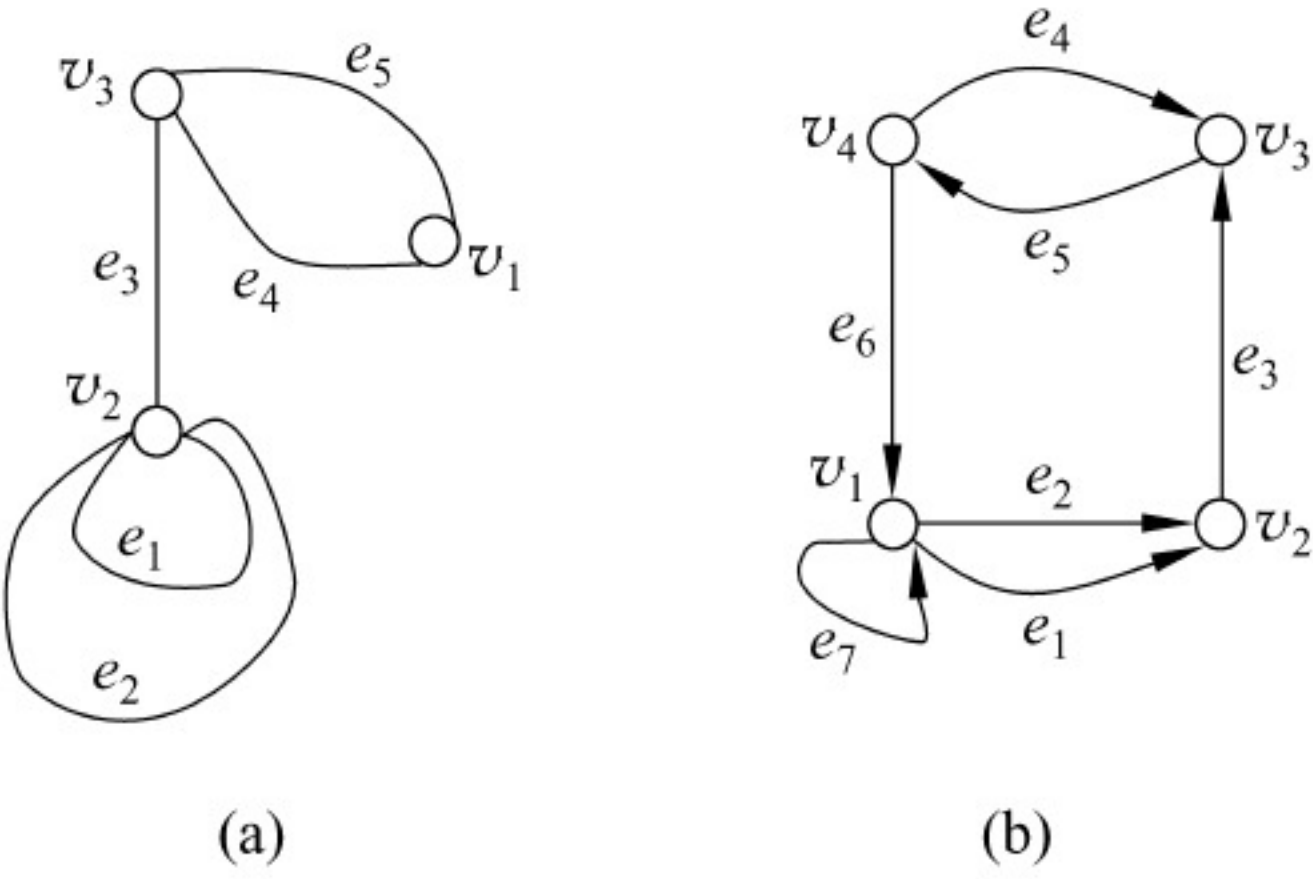 v₃
e₅
v₁
e₄
e₃
v₂
e₁
e₂
(a)
e₄
v₄
v₃
e₅
e₆
e₃
v₁
e₂
v₂
e₇
e₁
(b)